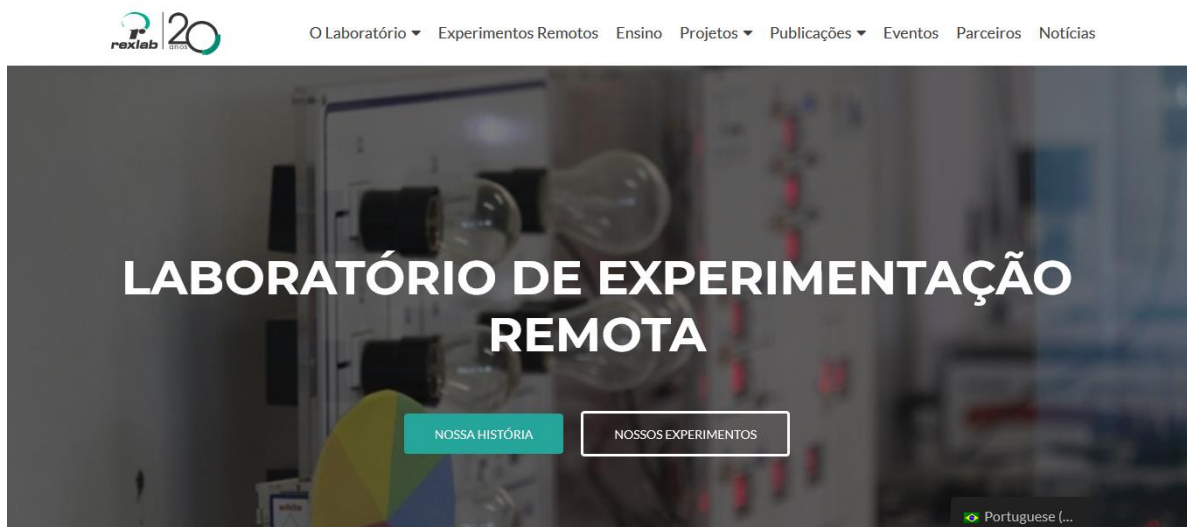 rexlab 20 anos
O Laboratório Experimentos Remotos Ensino Projetos Publicações Eventos Parceiros Notícias
LABORATÓRIO DE EXPERIMENTAÇÃO
REMOTA
NOSSA HISTÓRIA NOSSOS EXPERIMENTOS
white
Portuguese (...